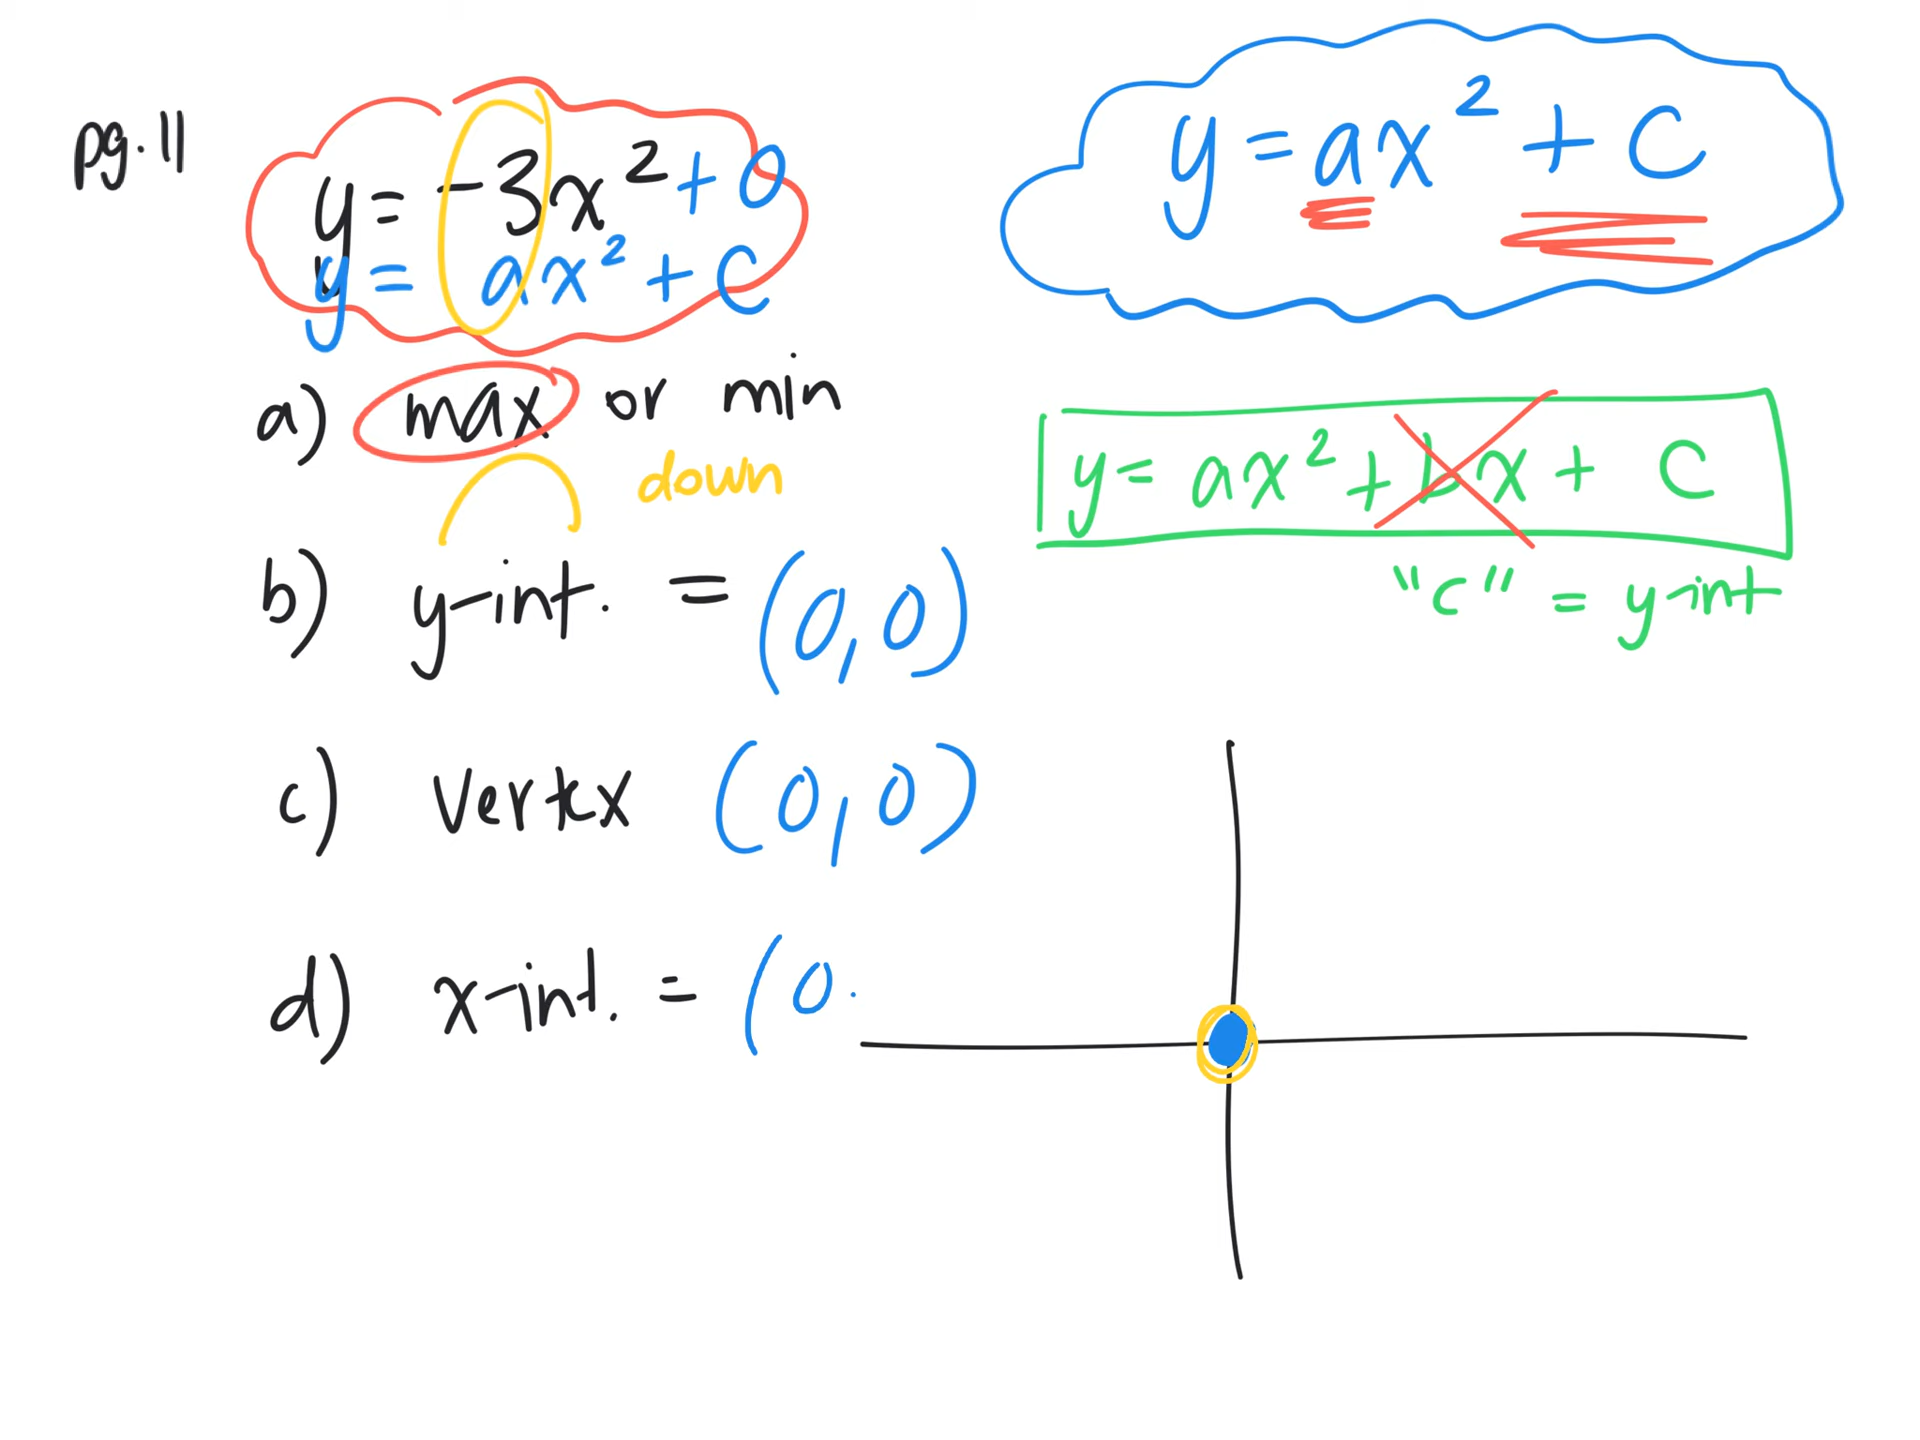 pg. 11
y = -3x² + 0
y = ax² + C
y = ax² + C
a) max or min
down
y = ax² + bx + C
"c" = y-int
b) y-int. = (0,0)
c) vertex (0,0)
d) x-int. = (0.